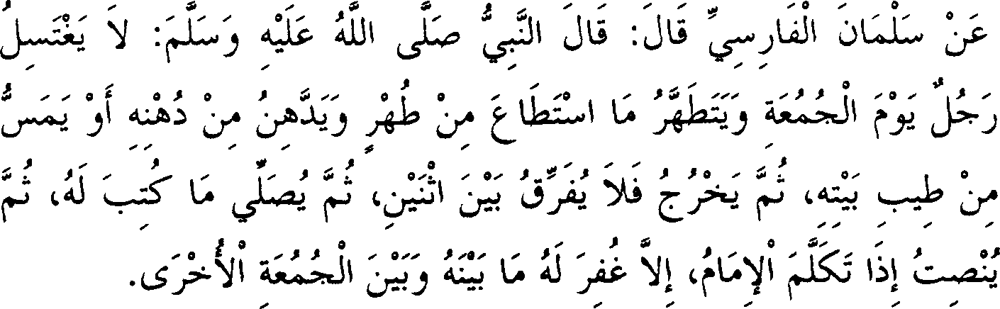 عَنْ سَلْمَانَ الْفَارِسِيِّ قَالَ: قَالَ النَّبِيُّ صَلَّى اللَّهُ عَلَيْهِ وَسَلَّمَ: لاَ يَغْتَسِلُ
رَجُلٌ يَوْمَ الْجُمُعَةِ وَيَتَطَهَّرُ مَا اسْتَطَاعَ مِنْ طُهْرٍ وَيَدَّهِنُ مِنْ دُهْنِهِ أَوْ يَمَسُّ
مِنْ طِيبِ بَيْتِهِ، ثُمَّ يَخْرُجُ فَلاَ يُفَرِّقُ بَيْنَ اثْنَيْنِ، ثُمَّ يُصَلِّي مَا كُتِبَ لَهُ، ثُمَّ
يُنْصِتُ إِذَا تَكَلَّمَ الْإِمَامُ، إِلاَّ غُفِرَ لَهُ مَا بَيْنَهُ وَبَيْنَ الْجُمُعَةِ الْأُخْرَى.